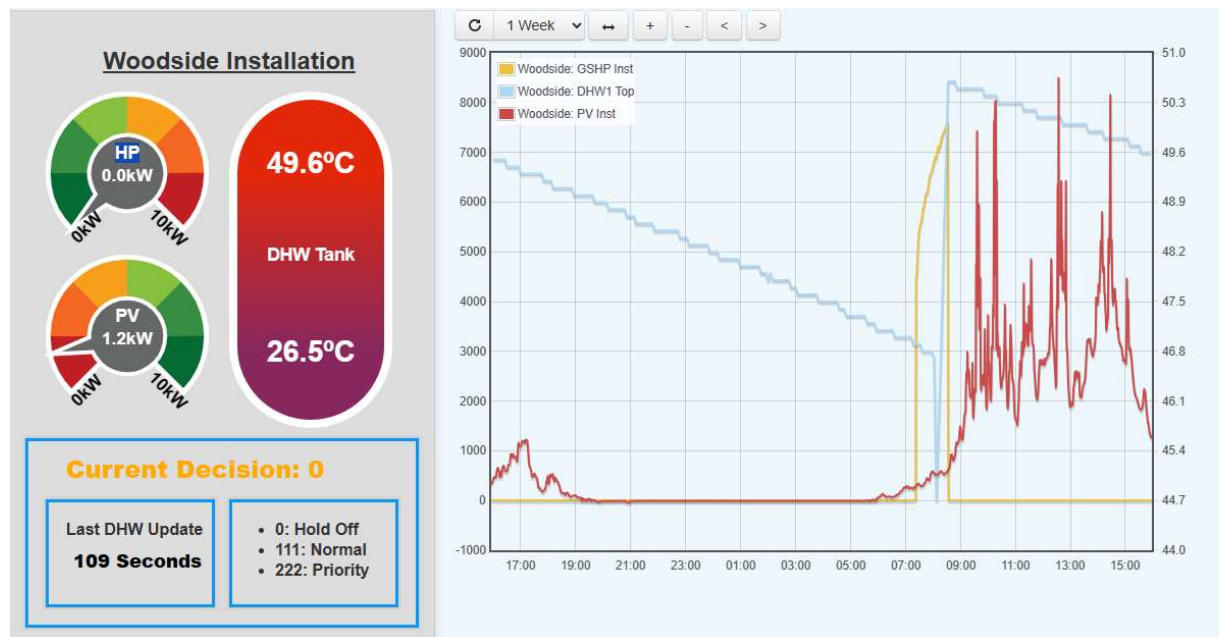 Woodside Installation
HP
0.0kW
0kW
10kW
PV
1.2kW
0kW
10kW
49.6ºC
DHW Tank
26.5ºC
Current Decision: 0
Last DHW Update
109 Seconds
• 0: Hold Off
• 111: Normal
• 222: Priority
1 Week
+
-
<
>
Woodside: GSHP Inst
Woodside: DHW1 Top
Woodside: PV Inst
9000
8000
7000
6000
5000
4000
3000
2000
1000
0
-1000
51.0
50.3
49.6
48.9
48.2
47.5
46.8
46.1
45.4
44.7
44.0
17:00
19:00
21:00
23:00
01:00
03:00
05:00
07:00
09:00
11:00
13:00
15:00